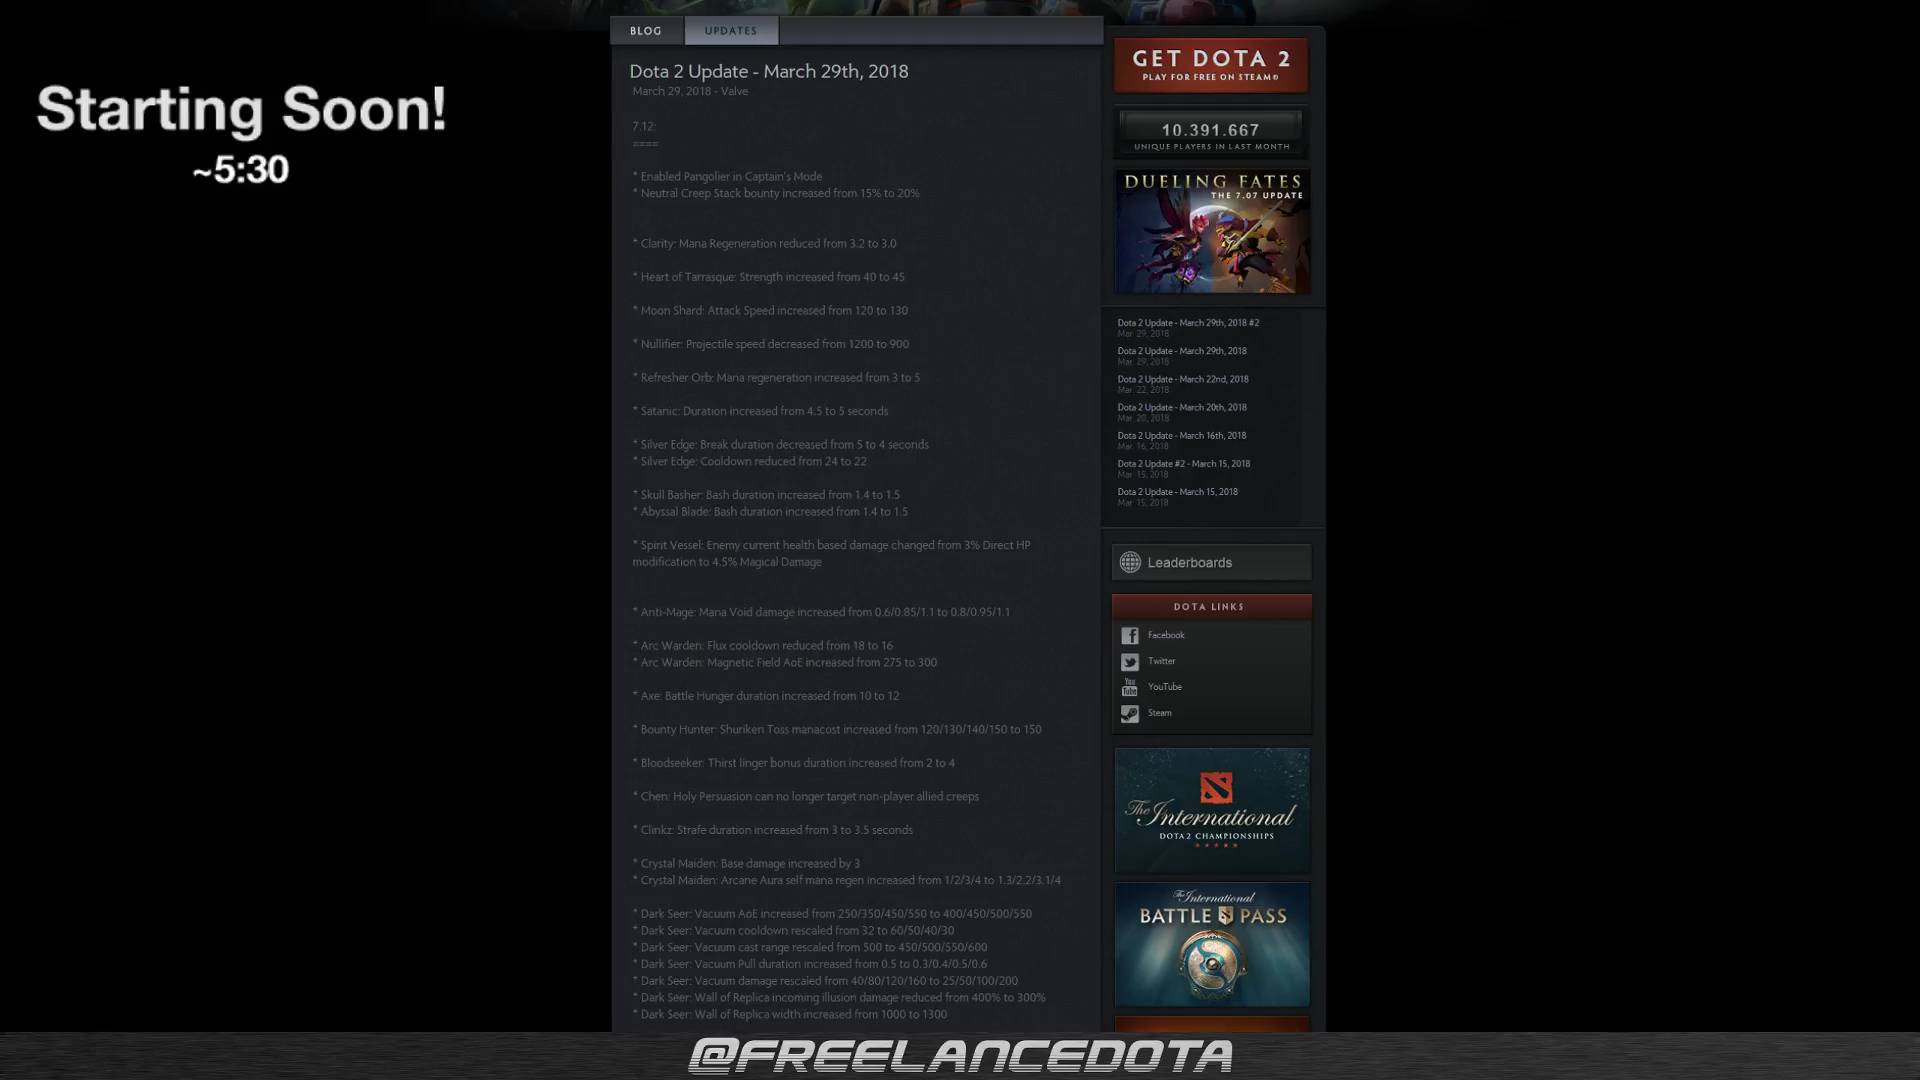 BLOG
UPDATES
Starting Soon!
~5:30
Dota 2 Update - March 29th, 2018
March 29, 2018 - Valve
7.12:
====
* Enabled Pangolier in Captain's Mode
* Neutral Creep Stack bounty increased from 15% to 20%
* Clarity: Mana Regeneration reduced from 3.2 to 3.0
* Heart of Tarrasque: Strength increased from 40 to 45
* Moon Shard: Attack Speed increased from 120 to 130
* Nullifier: Projectile speed decreased from 1200 to 900
* Refresher Orb: Mana regeneration increased from 3 to 5
* Satanic: Duration increased from 4.5 to 5 seconds
* Silver Edge: Break duration decreased from 5 to 4 seconds
* Silver Edge: Cooldown reduced from 24 to 22
* Skull Basher: Bash duration increased from 1.4 to 1.5
* Abyssal Blade: Bash duration increased from 1.4 to 1.5
* Spirit Vessel: Enemy current health based damage changed from 3% Direct HP
modification to 4.5% Magical Damage
* Anti-Mage: Mana Void damage increased from 0.6/0.85/1.1 to 0.8/0.95/1.1
* Arc Warden: Flux cooldown reduced from 18 to 16
* Arc Warden: Magnetic Field AoE increased from 275 to 300
* Axe: Battle Hunger duration increased from 10 to 12
* Bounty Hunter: Shuriken Toss manacost increased from 120/130/140/150 to 150
* Bloodseeker: Thirst linger bonus duration increased from 2 to 4
* Chen: Holy Persuasion can no longer target non-player allied creeps
* Clinkz: Strafe duration increased from 3 to 3.5 seconds
* Crystal Maiden: Base damage increased by 3
* Crystal Maiden: Arcane Aura self mana regen increased from 1/2/3/4 to 1.3/2.2/3.1/4
* Dark Seer: Vacuum AoE increased from 250/350/450/550 to 400/450/500/550
* Dark Seer: Vacuum cooldown rescaled from 32 to 60/50/40/30
* Dark Seer: Vacuum cast range rescaled from 500 to 450/500/550/600
* Dark Seer: Vacuum Pull duration increased from 0.5 to 0.3/0.4/0.5/0.6
* Dark Seer: Vacuum damage rescaled from 40/80/120/160 to 25/50/100/200
* Dark Seer: Wall of Replica incoming illusion damage reduced from 400% to 300%
* Dark Seer: Wall of Replica width increased from 1000 to 1300
GET DOTA 2
PLAY FOR FREE ON STEAM®
10.391.667
UNIQUE PLAYERS IN LAST MONTH
DUELING FATES
THE 7.07 UPDATE
Dota 2 Update - March 29th, 2018 #2
Mar. 29, 2018
Dota 2 Update - March 29th, 2018
Mar. 29, 2018
Dota 2 Update - March 22nd, 2018
Mar. 22, 2018
Dota 2 Update - March 20th, 2018
Mar. 20, 2018
Dota 2 Update - March 16th, 2018
Mar. 16, 2018
Dota 2 Update #2 - March 15, 2018
Mar. 15, 2018
Dota 2 Update - March 15, 2018
Mar. 15, 2018
Leaderboards
DOTA LINKS
Facebook
Twitter
You Tube YouTube
Steam
The International
DOTA 2 CHAMPIONSHIPS
The International
BATTLE PASS
@FREELANCEDOTA